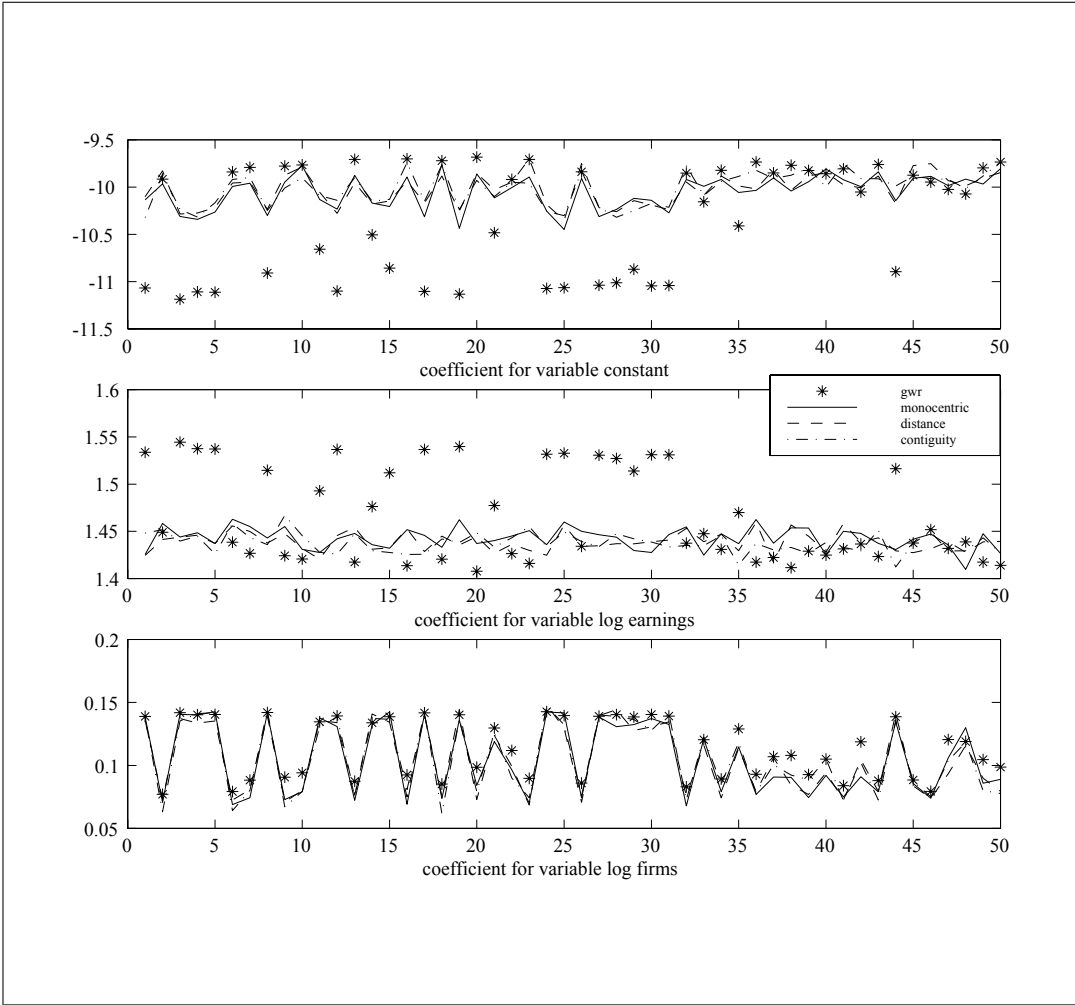 -9.5
-10
-10.5
-11
-11.5
0 5 10 15 20 25 30 35 40 45 50
coefficient for variable constant
1.6
1.55
1.5
1.45
1.4
gwr
monocentric
distance
contiguity
0 5 10 15 20 25 30 35 40 45 50
coefficient for variable log earnings
0.2
0.15
0.1
0.05
0 5 10 15 20 25 30 35 40 45 50
coefficient for variable log firms